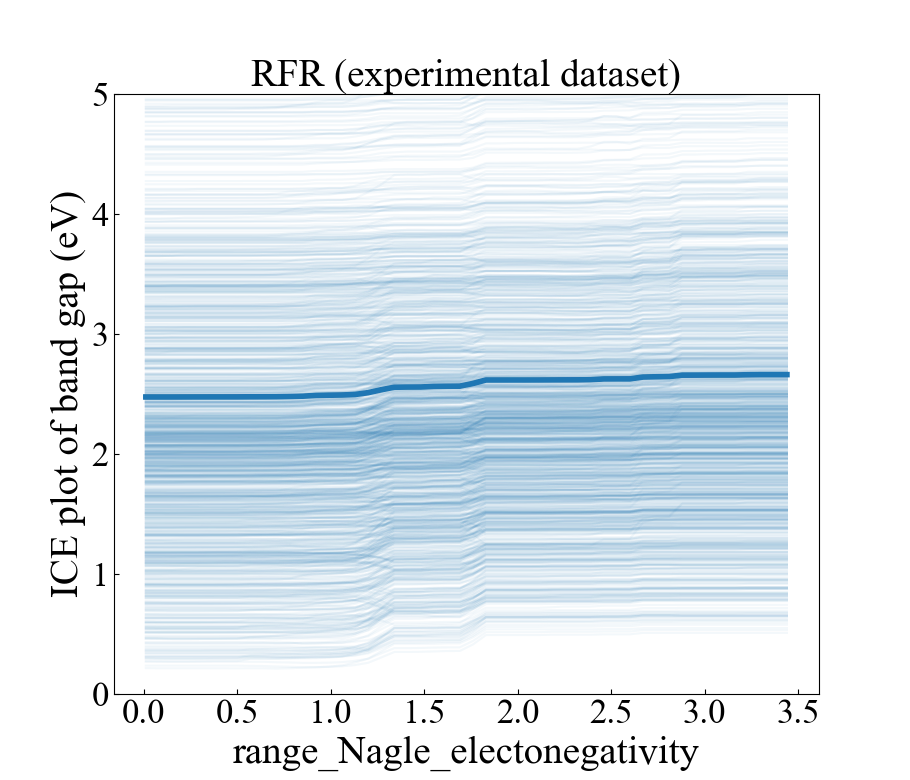 RFR (experimental dataset)
ICE plot of band gap (eV)
5
4
3
2
1
0
0.0 0.5 1.0 1.5 2.0 2.5 3.0 3.5
range_Nagle_electonegativity